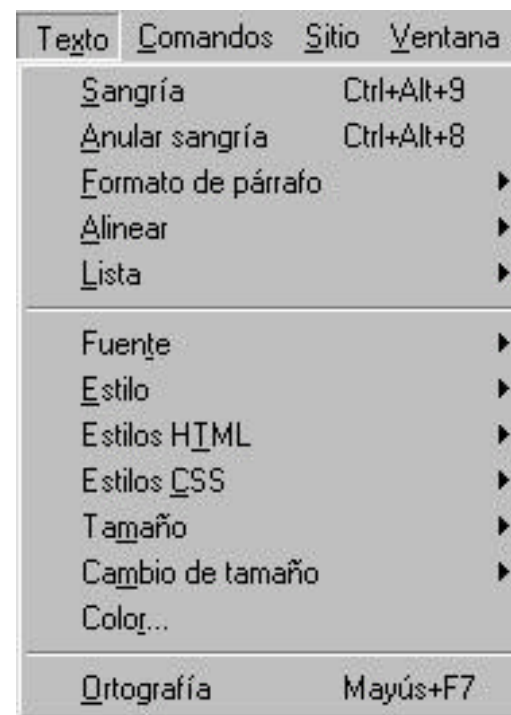 Texto Comandos Sitio Ventana
Sangría Ctrl+Alt+9
Anular sangría Ctrl+Alt+8
Formato de párrafo
Alinear
Lista
Fuente
Estilo
Estilos HTML
Estilos CSS
Tamaño
Cambio de tamaño
Color...
Ortografía Mayús+F7